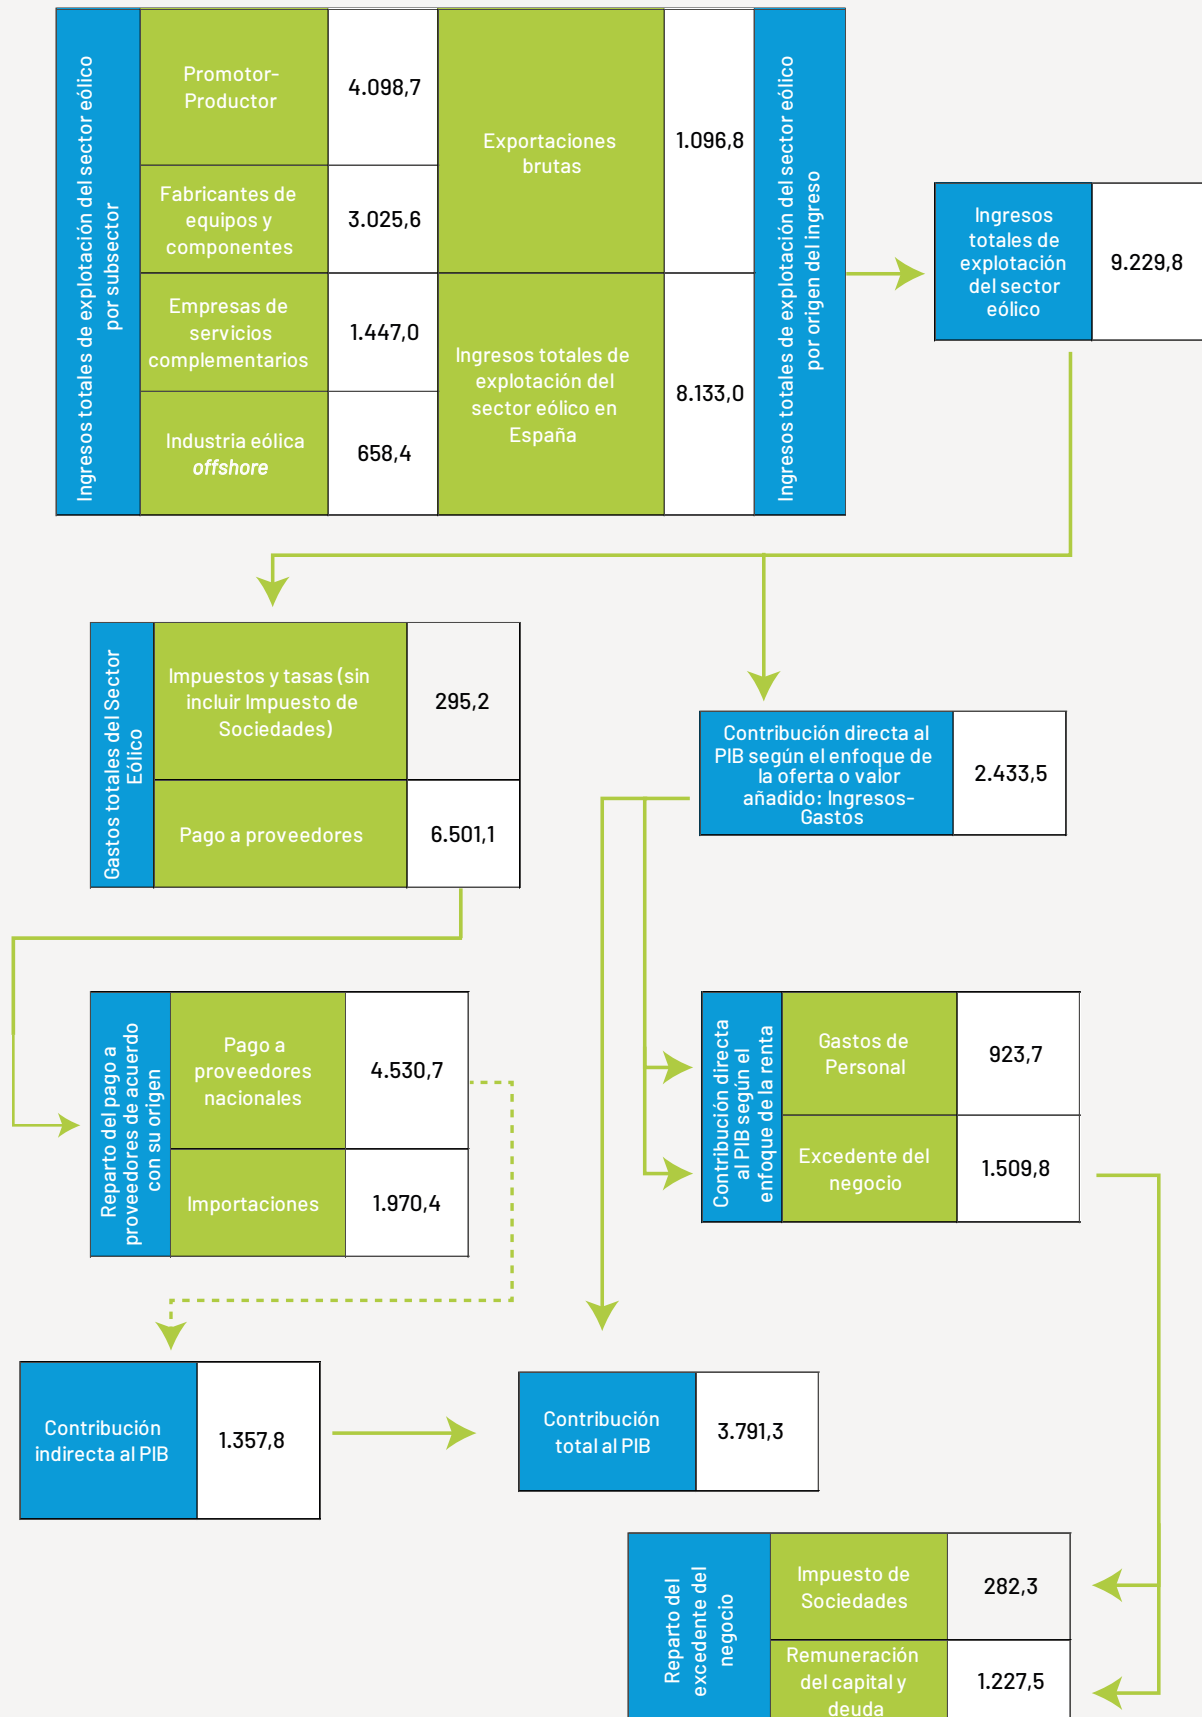 Ingresos totales de explotación del sector eólico
por subsector
Promotor-
Productor
4.098,7
Fabricantes de
equipos y
componentes
3.025,6
Empresas de
servicios
complementarios
1.447,0
Industria eólica
offshore
658,4
Exportaciones
brutas
1.096,8
Ingresos totales de
explotación del
sector eólico en
España
8.133,0
Ingresos totales de explotación del sector eólico
por origen del ingreso
Ingresos
totales de
explotación
del sector
eólico
9.229,8
Gastos totales del Sector
Eólico
Impuestos y tasas (sin
incluir Impuesto de
Sociedades)
295,2
Pago a proveedores
6.501,1
Contribución directa al
PIB según el enfoque de
la oferta o valor
añadido: Ingresos-
Gastos
2.433,5
Reparto del pago a
proveedores de acuerdo
con su origen
Pago a
proveedores
nacionales
4.530,7
Importaciones
1.970,4
Contribución directa
al PIB según el
enfoque de la renta
Gastos de
Personal
923,7
Excedente del
negocio
1.509,8
Contribución
indirecta al PIB
1.357,8
Contribución
total al PIB
3.791,3
Reparto del
excedente del
negocio
Impuesto de
Sociedades
282,3
Remuneración
del capital y
deuda
1.227,5